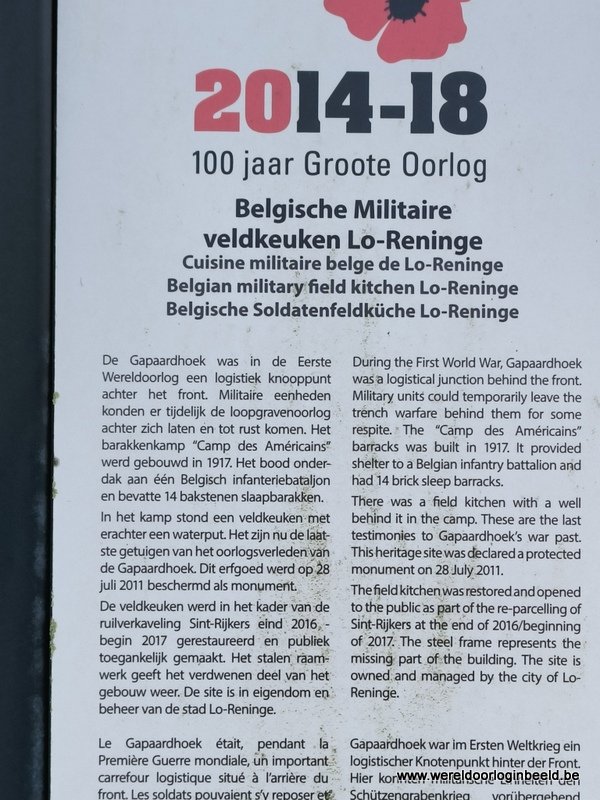 2014-18
100 jaar Groote Oorlog
Belgische Militaire
veldkeuken Lo-Reninge
Cuisine militaire belge de Lo-Reninge
Belgian military field kitchen Lo-Reninge
Belgische Soldatenfeldküche Lo-Reninge
De Gapaardhoek was in de Eerste
Wereldoorlog een logistiek knooppunt
achter het front. Militaire eenheden
konden er tijdelijk de loopgravenoorlog
achter zich laten en tot rust komen. Het
barakkenkamp “Camp des Américains”
werd gebouwd in 1917. Het bood onder-
dak aan één Belgisch infanteriebataljon
en bevatte 14 bakstenen slaapbarakken.
In het kamp stond een veldkeuken met
erachter een waterput. Het zijn nu de laat-
ste getuigen van het oorlogsverleden van
de Gapaardhoek. Dit erfgoed werd op 28
juli 2011 beschermd als monument.
De veldkeuken werd in het kader van de
ruilverkaveling Sint-Rijkers eind 2016 -
begin 2017 gerestaureerd en publiek
toegankelijk gemaakt. Het stalen raam-
werk geeft het verdwenen deel van het
gebouw weer. De site is in eigendom en
beheer van de stad Lo-Reninge.
During the First World War, Gapaardhoek
was a logistical junction behind the front.
Military units could temporarily leave the
trench warfare behind them for some
respite. The “Camp des Américains”
barracks was built in 1917. It provided
shelter to a Belgian infantry battalion and
had 14 brick sleep barracks.
There was a field kitchen with a well
behind it in the camp. These are the last
testimonies to Gapaardhoek's war past.
This heritage site was declared a protected
monument on 28 July 2011.
The field kitchen was restored and opened
to the public as part of the re-parcelling of
Sint-Rijkers at the end of 2016/beginning
of 2017. The steel frame represents the
missing part of the building. The site is
owned and managed by the city of Lo-
Reninge.
Le Gapaardhoek était, pendant la
Première Guerre mondiale, un important
carrefour logistique situé à l'arrière du
front. Les soldats pouvaient s'y reposer et
Gapaardhoek war im Ersten Weltkrieg ein
logistischer Knotenpunkt hinter der Front.
Hier konnten militärische Einheiten den
Schützengrabenkrieg vorübergehend
www.wereldoorloginbeeld.be